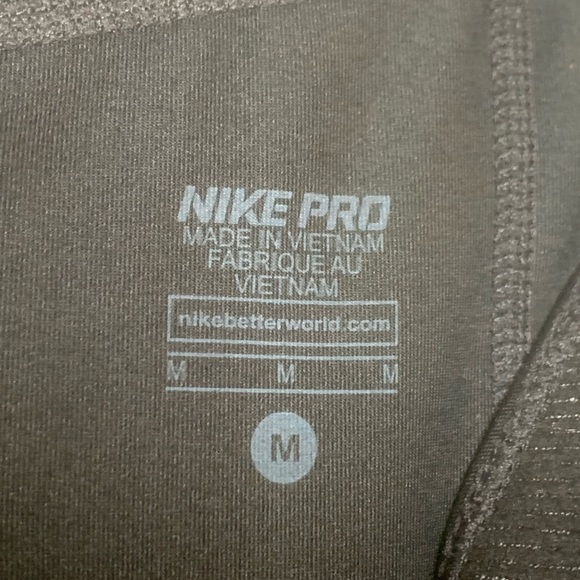 NIKE PRO
MADE IN VIETNAM
FABRIQUE AU
VIETNAM
nikebetterworld.com
M M M
M